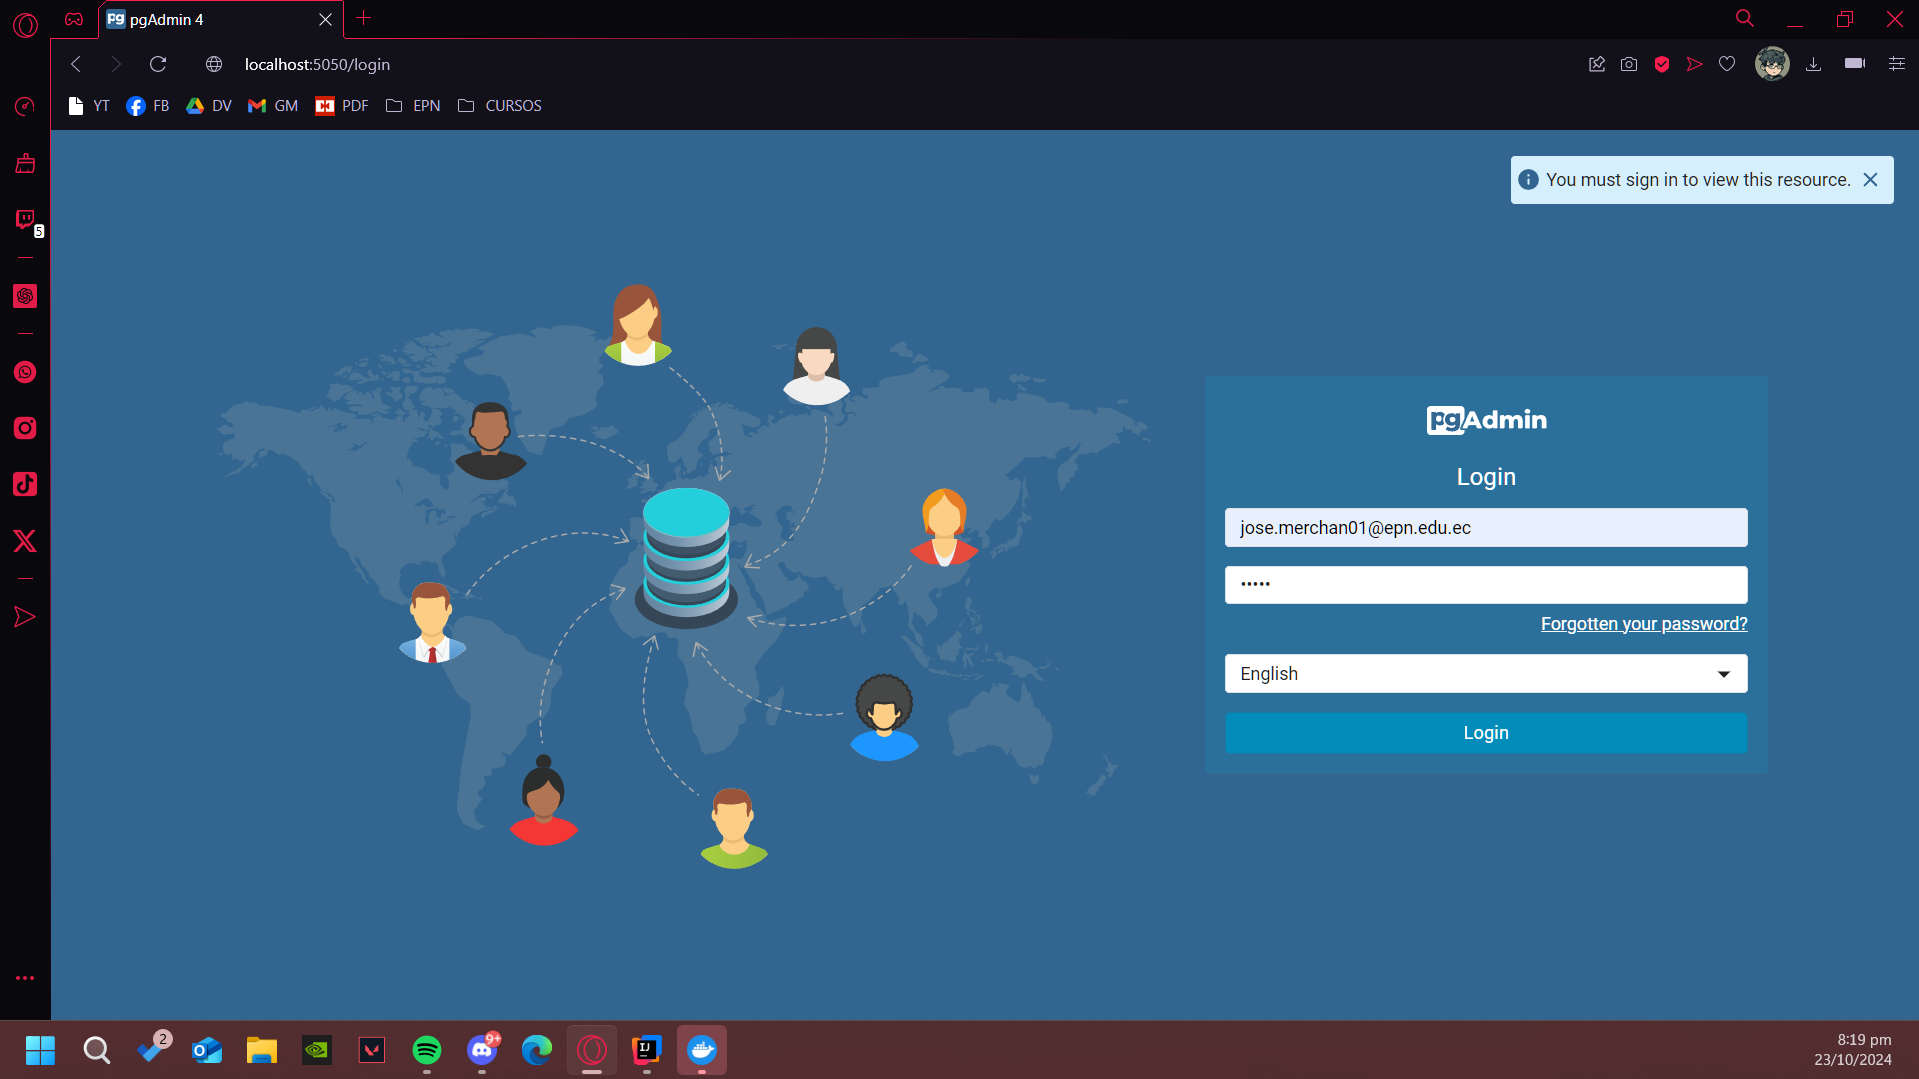 pg pgAdmin 4
localhost:5050/login
YT FB DV GM PDF EPN CURSOS
5
You must sign in to view this resource.
pgAdmin
Login
jose.merchan01@epn.edu.ec
•••••
Forgotten your password?
English
Login
2
9+
IJ
8:19 pm
23/10/2024